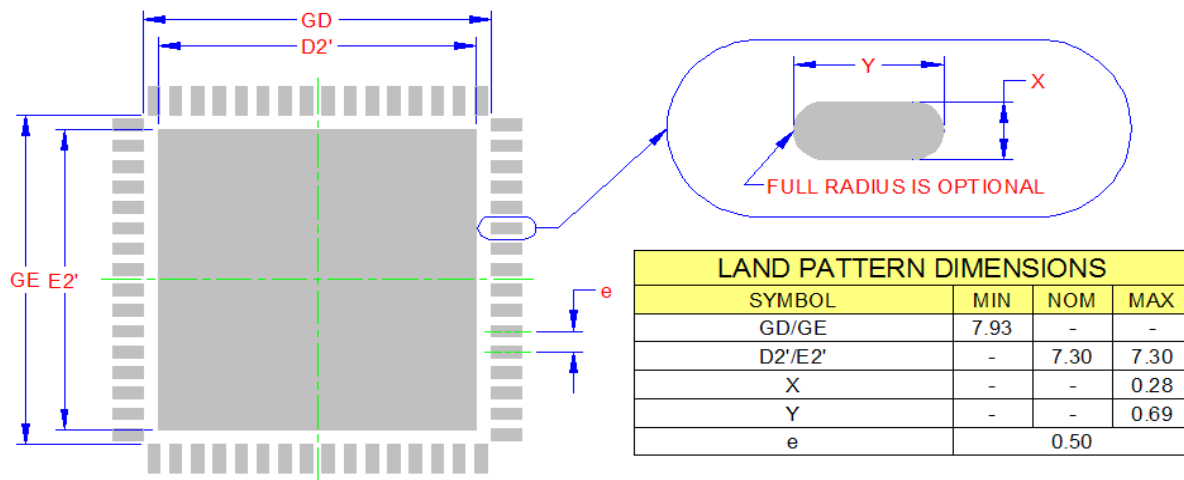 GD
D2'
GE
E2'
e
Y
X
FULL RADIUS IS OPTIONAL
LAND PATTERN DIMENSIONS
SYMBOL MIN NOM MAX
GD/GE 7.93 - -
D2'/E2' - 7.30 7.30
X - - 0.28
Y - - 0.69
e 0.50